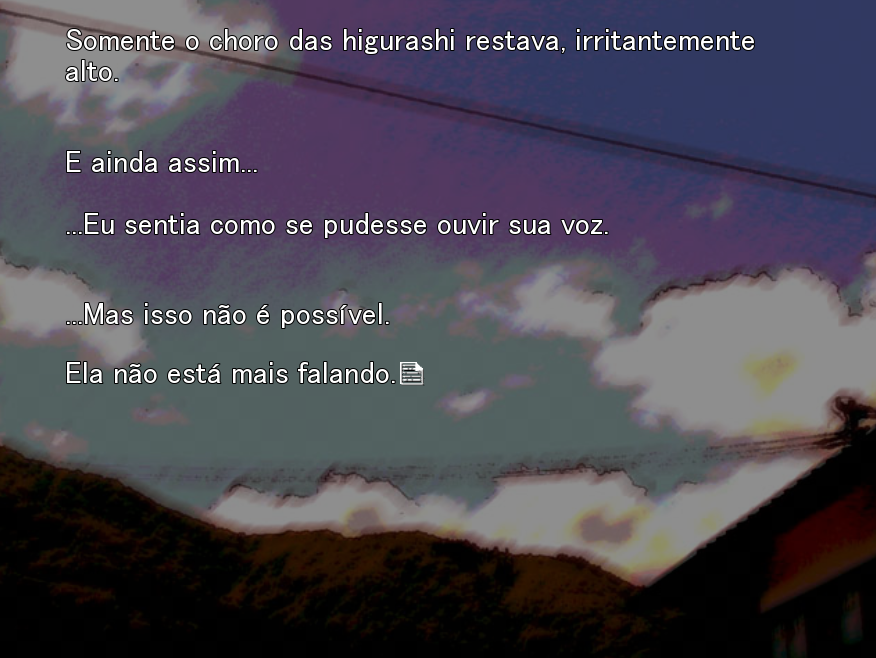 Somente o choro das higurashi restava, irritantemente
alto.
E ainda assim...
...Eu sentia como se pudesse ouvir sua voz.
...Mas isso não é possível.
Ela não está mais falando.